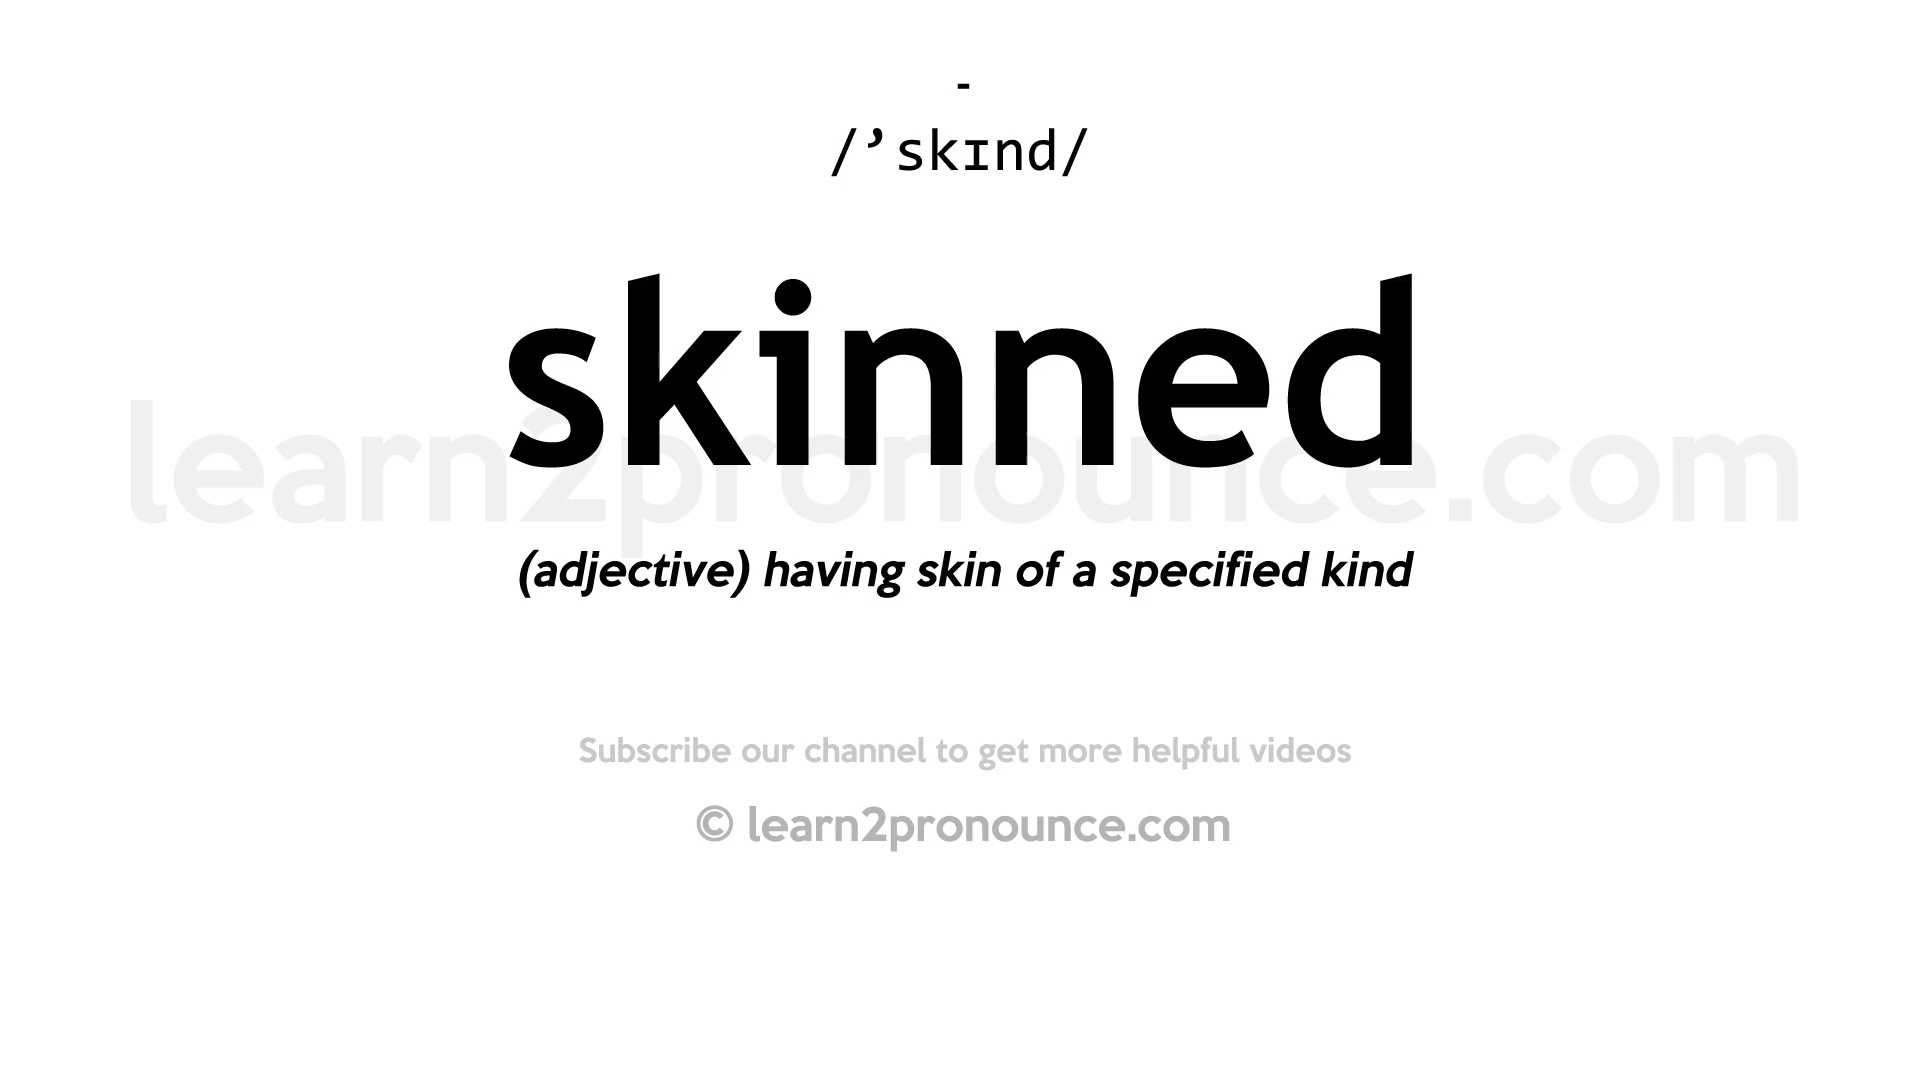 -
/’skɪnd/
skinned
learn2pronounce.com
(adjective) having skin of a specified kind
Subscribe our channel to get more helpful videos
© learn2pronounce.com